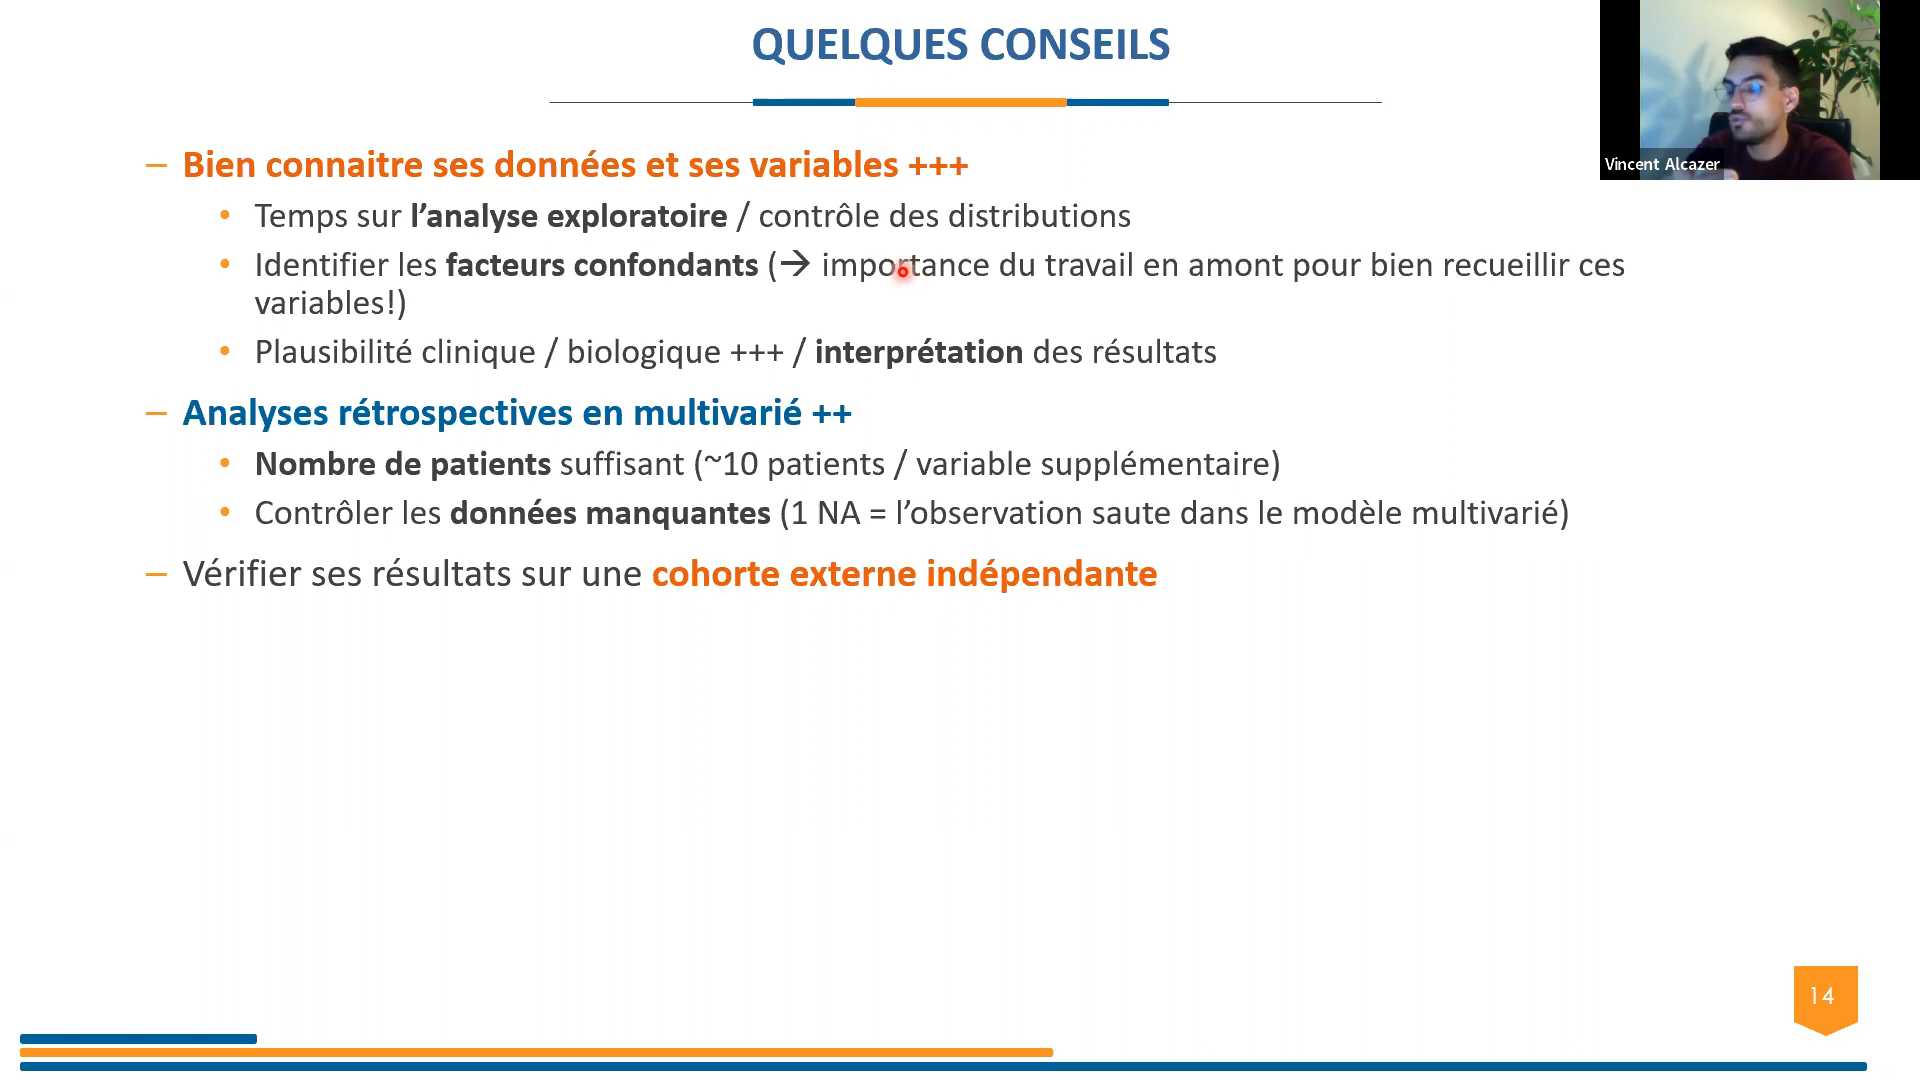 QUELQUES CONSEILS
Vincent Alcazer
– Bien connaitre ses données et ses variables +++
• Temps sur l’analyse exploratoire / contrôle des distributions
• Identifier les facteurs confondants (→ importance du travail en amont pour bien recueillir ces
variables!)
• Plausibilité clinique / biologique +++ / interprétation des résultats
– Analyses rétrospectives en multivarié ++
• Nombre de patients suffisant (~10 patients / variable supplémentaire)
• Contrôler les données manquantes (1 NA = l’observation saute dans le modèle multivarié)
– Vérifier ses résultats sur une cohorte externe indépendante
14